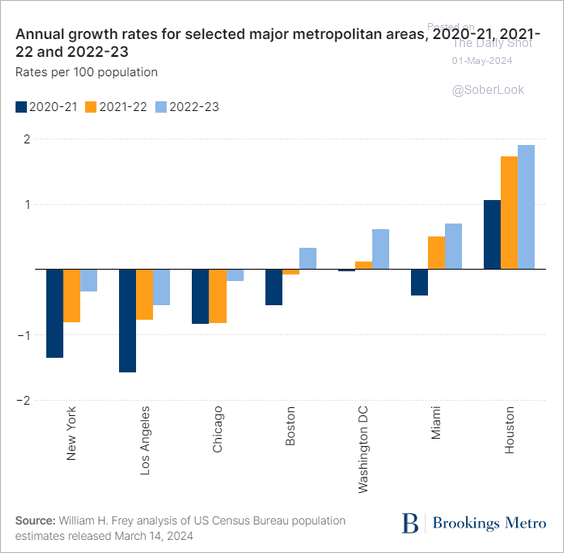 Annual growth rates for selected major metropolitan areas, 2020-21, 2021-
22 and 2022-23
Rates per 100 population
Posted on
The Daily Shot
01-May-2024
@SoberLook
2020-21 2021-22 2022-23
2
1
−1
−2
New York
Los Angeles
Chicago
Boston
Washington DC
Miami
Houston
Source: William H. Frey analysis of US Census Bureau population
estimates released March 14, 2024
B Brookings Metro